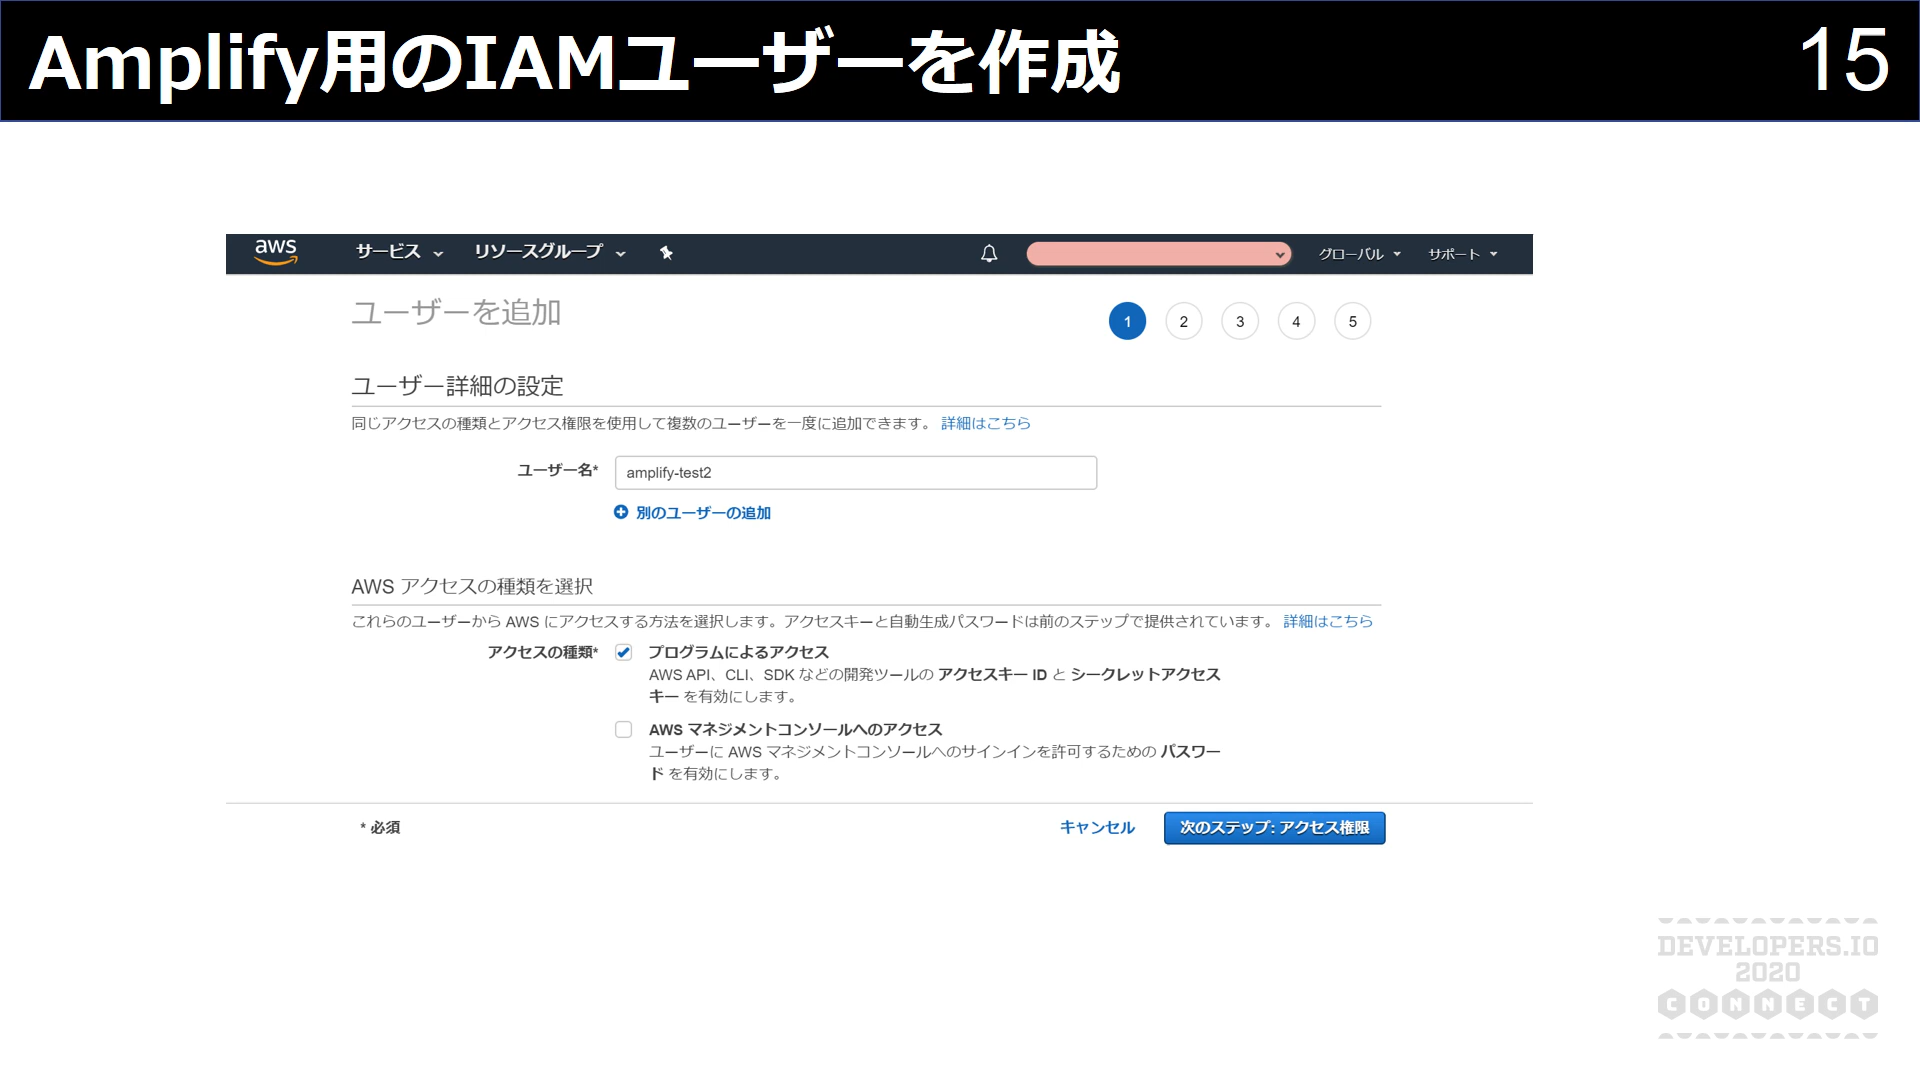 Amplify用のIAMユーザーを作成
15
aws
サービス
リソースグループ
グローバル
サポート
ユーザーを追加
1 2 3 4 5
ユーザー詳細の設定
同じアクセスの種類とアクセス権限を使用して複数のユーザーを一度に追加できます。 詳細はこちら
ユーザー名* amplify-test2
別のユーザーの追加
AWS アクセスの種類を選択
これらのユーザーから AWS にアクセスする方法を選択します。アクセスキーと自動生成パスワードは前のステップで提供されています。 詳細はこちら
アクセスの種類* プログラムによるアクセス
AWS API、CLI、SDK などの開発ツールの アクセスキー ID と シークレットアクセス
キー を有効にします。
AWS マネジメントコンソールへのアクセス
ユーザーに AWS マネジメントコンソールへのサインインを許可するための パスワー
ド を有効にします。
* 必須
キャンセル
次のステップ: アクセス権限
DEVELOPERS.IO
2020
CONNECT